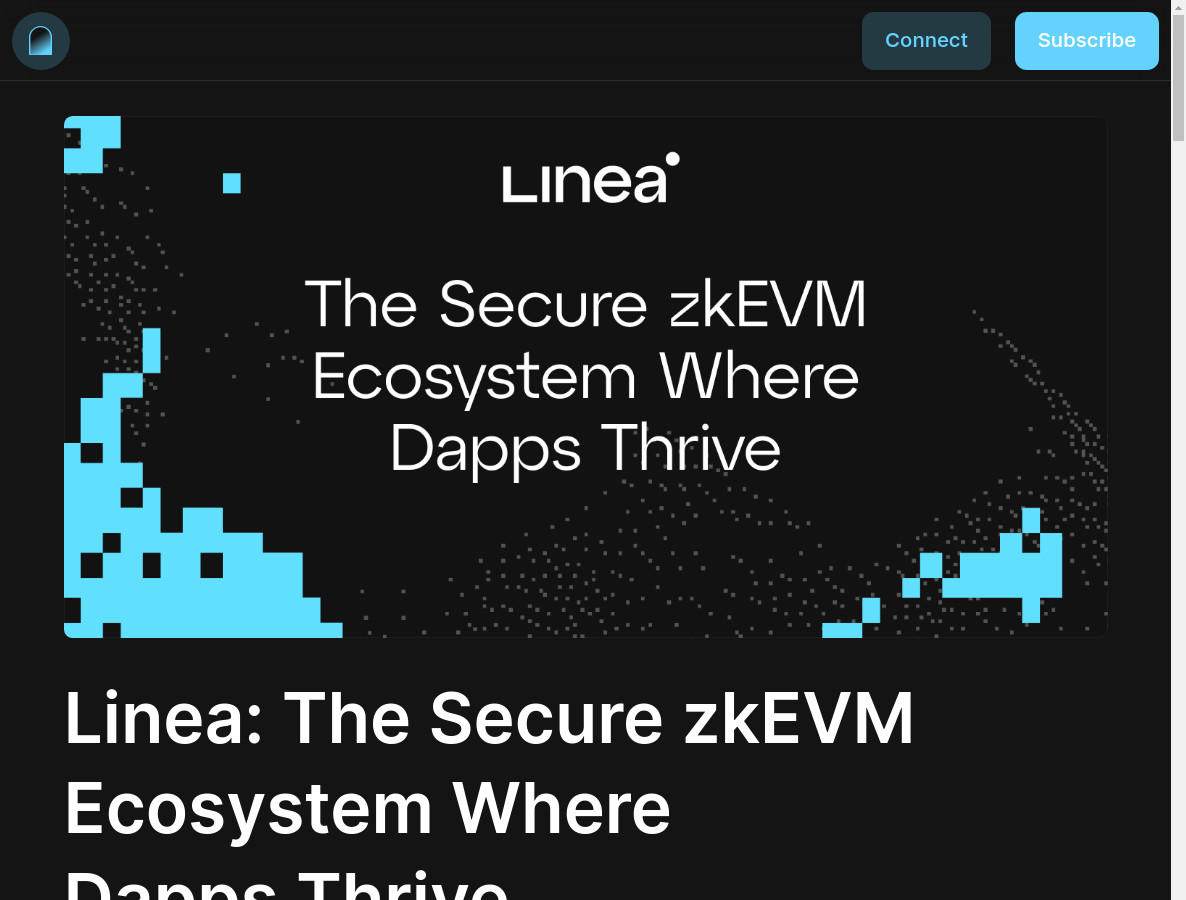 Connect
Subscribe
Linea
The Secure zkEVM
Ecosystem Where
Dapps Thrive
Linea: The Secure zkEVM
Ecosystem Where
Dapps Thrive